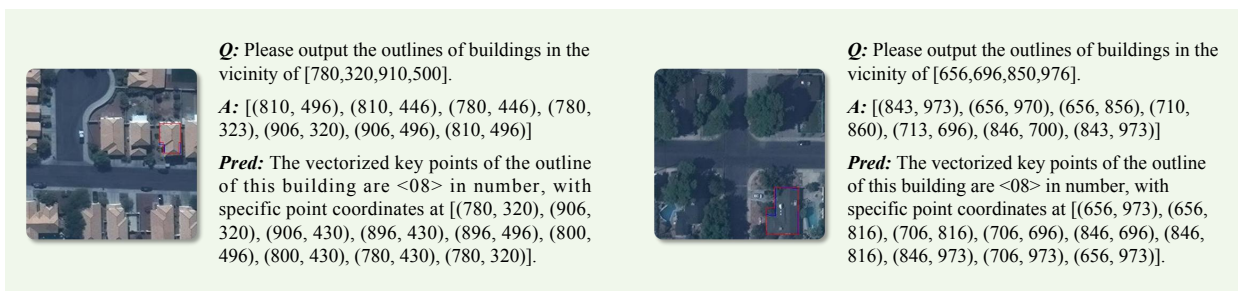 Q: Please output the outlines of buildings in the
vicinity of [780,320,910,500].
A: [(810, 496), (810, 446), (780, 446), (780,
323), (906, 320), (906, 496), (810, 496)]
Pred: The vectorized key points of the outline
of this building are <08> in number, with
specific point coordinates at [(780, 320), (906,
320), (906, 430), (896, 430), (896, 496), (800,
496), (800, 430), (780, 430), (780, 320)].
Q: Please output the outlines of buildings in the
vicinity of [656,696,850,976].
A: [(843, 973), (656, 970), (656, 856), (710,
860), (713, 696), (846, 700), (843, 973)]
Pred: The vectorized key points of the outline
of this building are <08> in number, with
specific point coordinates at [(656, 973), (656,
816), (706, 816), (706, 696), (846, 696), (846,
816), (846, 973), (706, 973), (656, 973)].